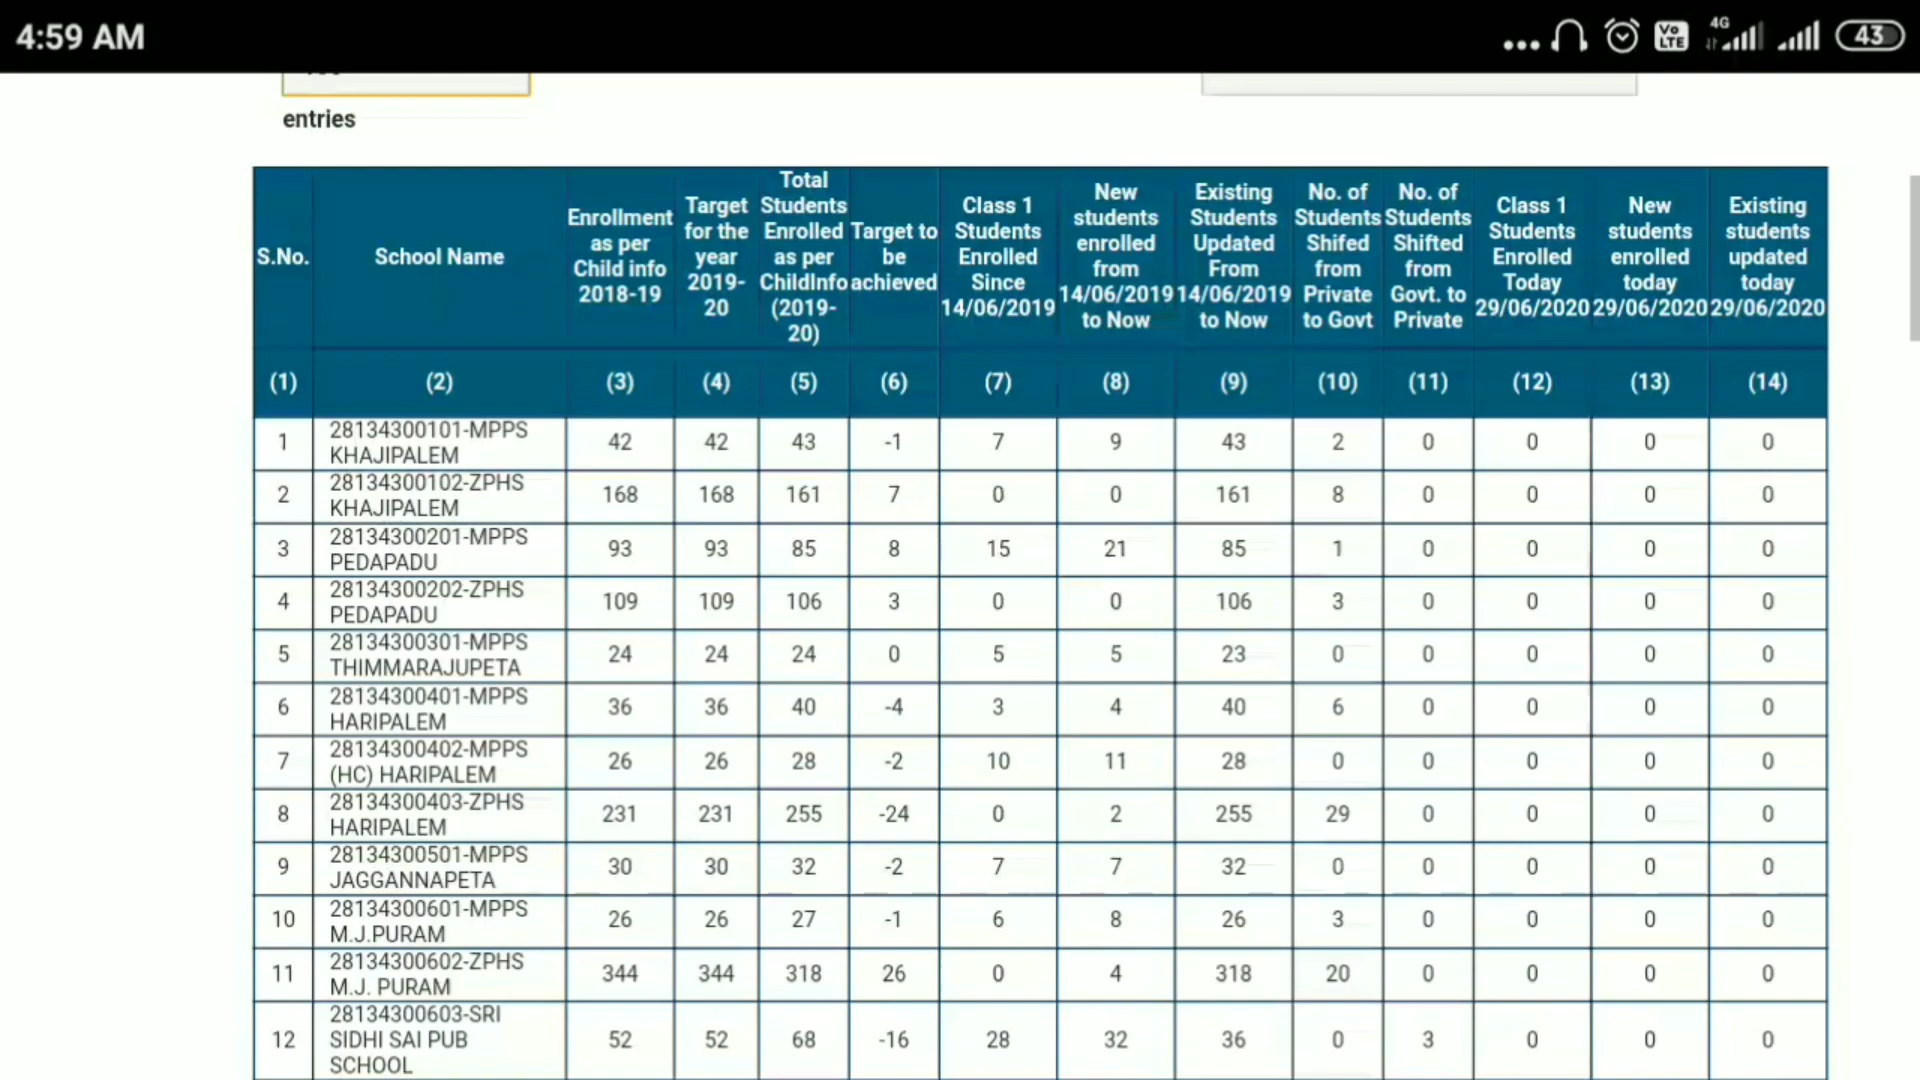 4:59 AM
4G
Vo
LTE
43
entries
S.No.
School Name
Enrollment
as per
Child info
2018-19
Target
for the
year
2019-
20
Total
Students
Enrolled
as per
ChildInfo
(2019-
20)
Target to
be
achieved
Class 1
Students
Enrolled
Since
14/06/2019
New
students
enrolled
from
14/06/2019
to Now
Existing
Students
Updated
From
14/06/2019
to Now
No. of
Students
Shifed
from
Private
to Govt
No. of
Students
Shifted
from
Govt. to
Private
Class 1
Students
Enrolled
Today
29/06/2020
New
students
enrolled
today
29/06/2020
Existing
students
updated
today
29/06/2020
(1) (2) (3) (4) (5) (6) (7) (8) (9) (10) (11) (12) (13) (14)
1 28134300101-MPPS
KHAJIPALEM 42 42 43 -1 7 9 43 2 0 0 0 0
2 28134300102-ZPHS
KHAJIPALEM 168 168 161 7 0 0 161 8 0 0 0 0
3 28134300201-MPPS
PEDAPADU 93 93 85 8 15 21 85 1 0 0 0 0
4 28134300202-ZPHS
PEDAPADU 109 109 106 3 0 0 106 3 0 0 0 0
5 28134300301-MPPS
THIMMARAJUPETA 24 24 24 0 5 5 23 0 0 0 0 0
6 28134300401-MPPS
HARIPALEM 36 36 40 -4 3 4 40 6 0 0 0 0
7 28134300402-MPPS
(HC) HARIPALEM 26 26 28 -2 10 11 28 0 0 0 0 0
8 28134300403-ZPHS
HARIPALEM 231 231 255 -24 0 2 255 29 0 0 0 0
9 28134300501-MPPS
JAGGANNAPETA 30 30 32 -2 7 7 32 0 0 0 0 0
10 28134300601-MPPS
M.J.PURAM 26 26 27 -1 6 8 26 3 0 0 0 0
11 28134300602-ZPHS
M.J. PURAM 344 344 318 26 0 4 318 20 0 0 0 0
12 28134300603-SRI
SIDHI SAI PUB
SCHOOL 52 52 68 -16 28 32 36 0 3 0 0 0